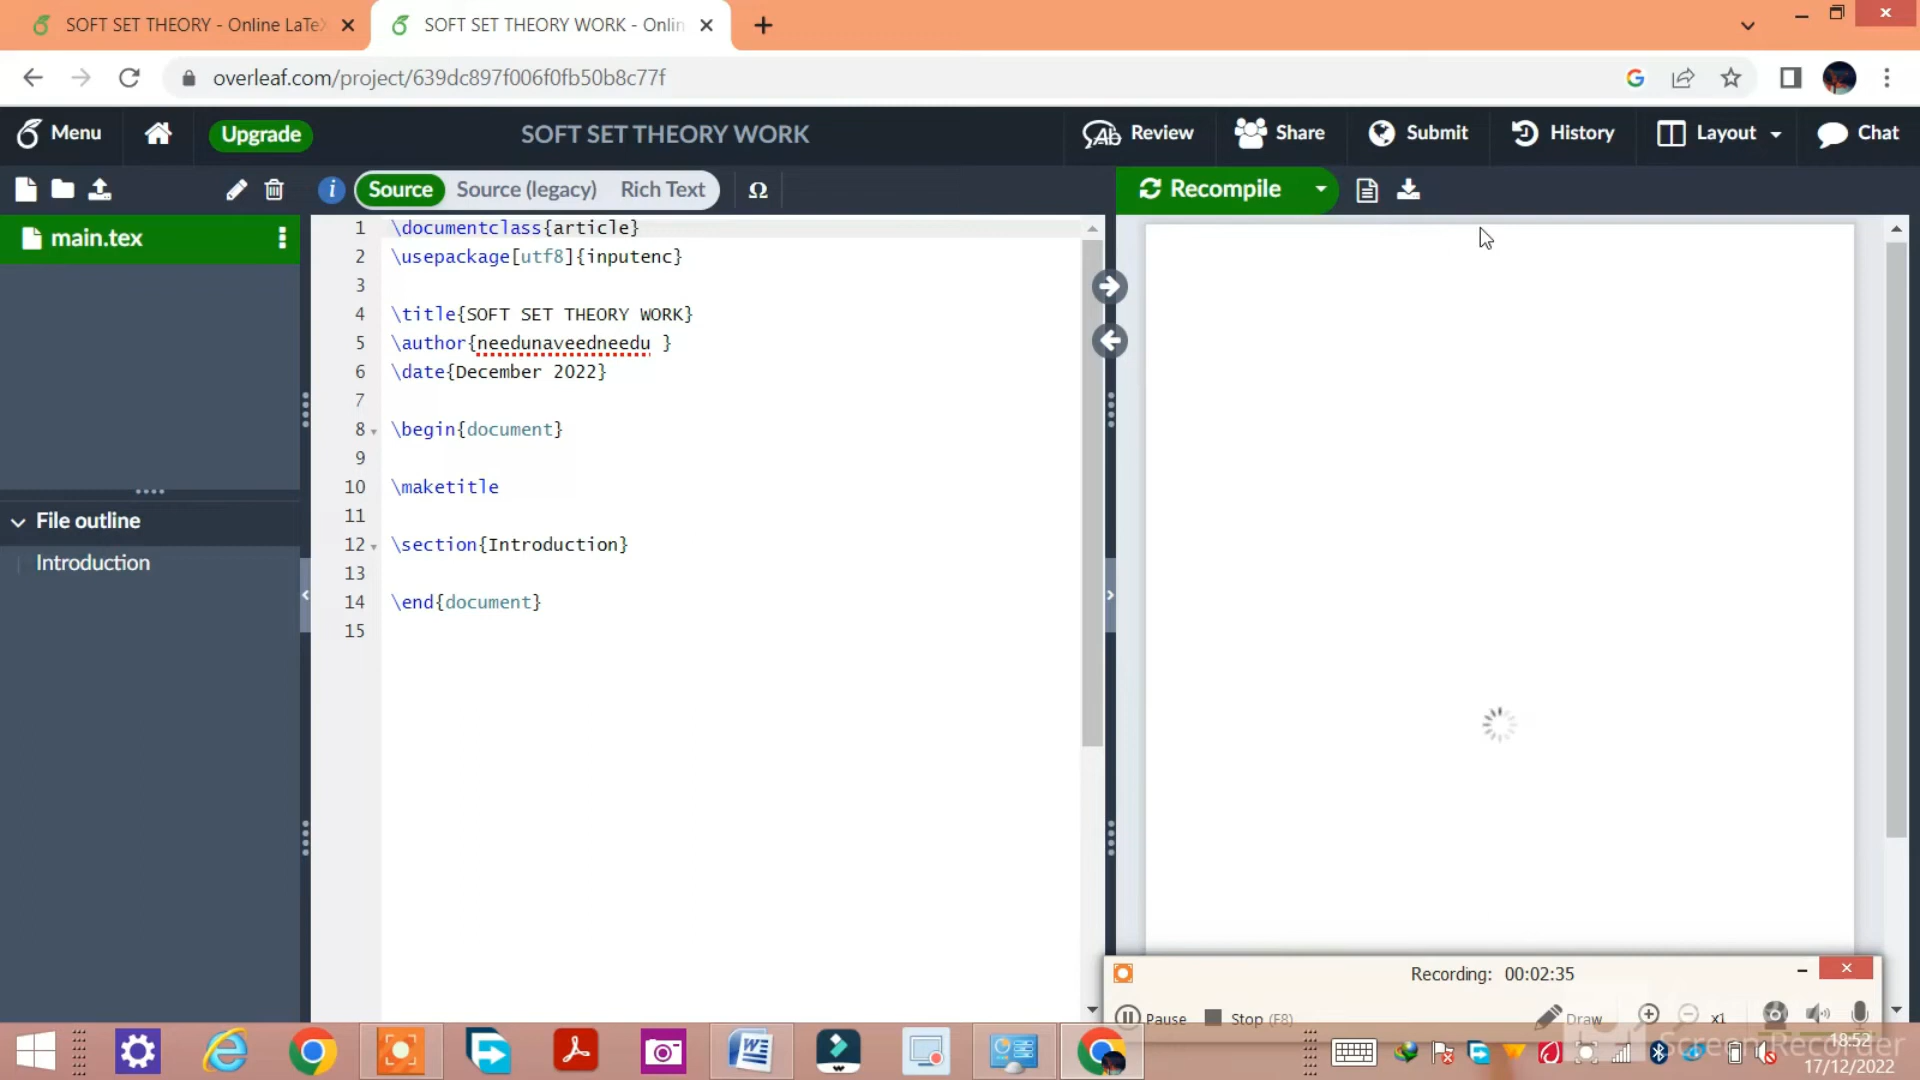 SOFT SET THEORY - Online LaTeX
SOFT SET THEORY WORK - Onlin
overleaf.com/project/639dc897f006f0fb50b8c77f
Menu
Upgrade
SOFT SET THEORY WORK
Review
Share
Submit
History
Layout
Chat
Source
Source (legacy)
Rich Text
Ω
Recompile
main.tex
1 \documentclass{article}
2 \usepackage[utf8]{inputenc}
3
4 \title{SOFT SET THEORY WORK}
5 \author{needunaveedneedu }
6 \date{December 2022}
7
8 \begin{document}
9
10 \maketitle
11
12 \section{Introduction}
13
14 \end{document}
15
File outline
Introduction
Recording: 00:02:35
Pause
Stop (F8)
Draw
x1
Screen Recorder
18:52
17/12/2022